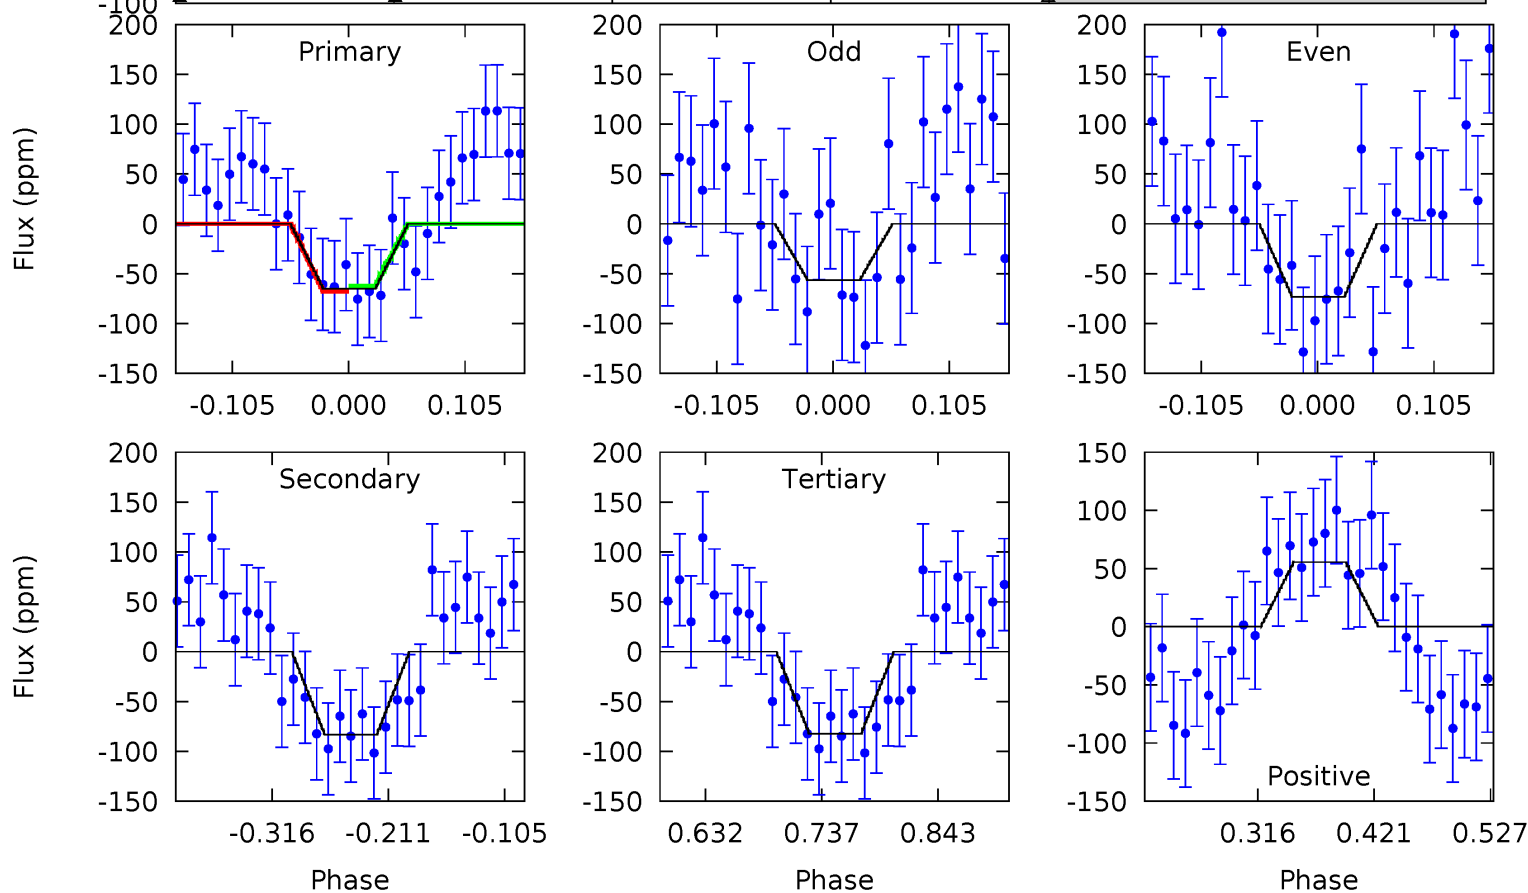 -100
200 Primary 200 Odd 200 Even
150 150 150
100 100 100
50 50 50
0 0 0
-50 -50 -50
-100 -100 -100
-150 -150 -150
-0.105 0.000 0.105 -0.105 0.000 0.105 -0.105 0.000 0.105
Flux (ppm)
200 Secondary 200 Tertiary 150
150 150 100
100 100 50
50 50 0
0 0 -50
-50 -50 -100
-100 -100 -150
-150 -150 Positive
-0.316 -0.211 -0.105 0.632 0.737 0.843 0.316 0.421 0.527
Flux (ppm)
Phase Phase Phase